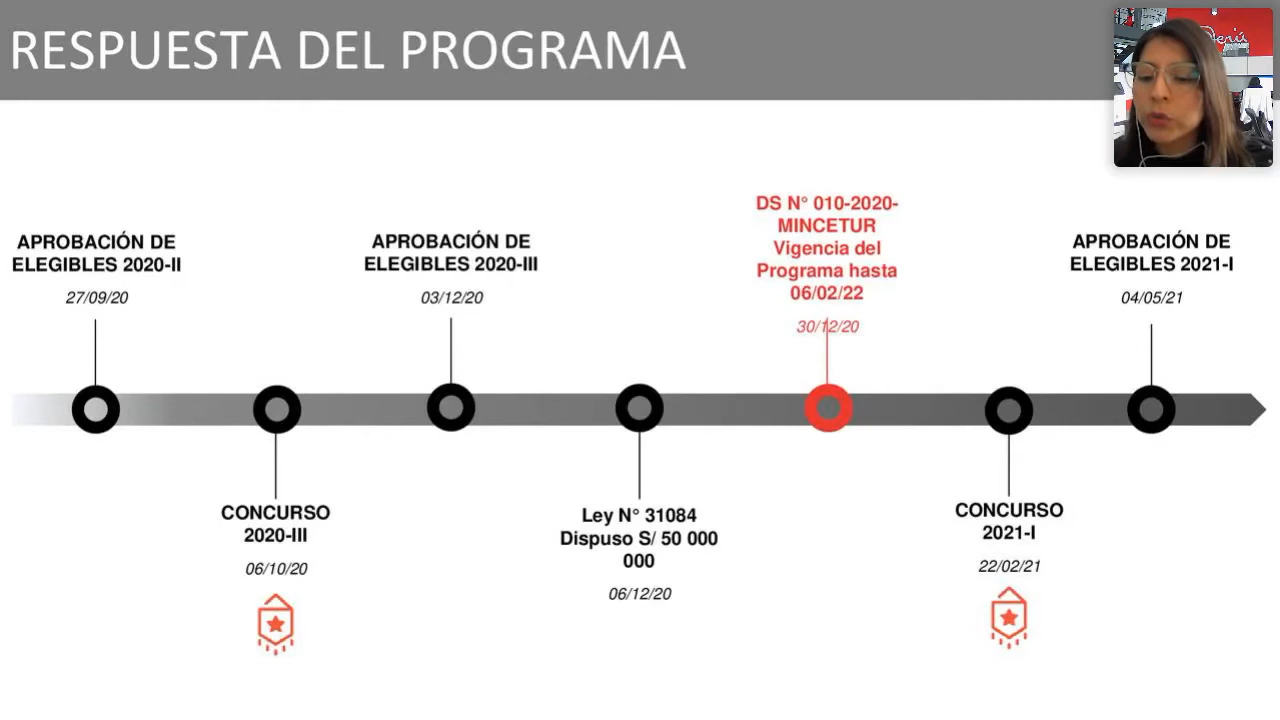 RESPUESTA DEL PROGRAMA
Perú
APROBACIÓN DE
ELEGIBLES 2020-II
27/09/20
CONCURSO
2020-III
06/10/20
APROBACIÓN DE
ELEGIBLES 2020-III
03/12/20
Ley N° 31084
Dispuso S/ 50 000
000
06/12/20
DS N° 010-2020-
MINCETUR
Vigencia del
Programa hasta
06/02/22
30/12/20
CONCURSO
2021-I
22/02/21
APROBACIÓN DE
ELEGIBLES 2021-I
04/05/21